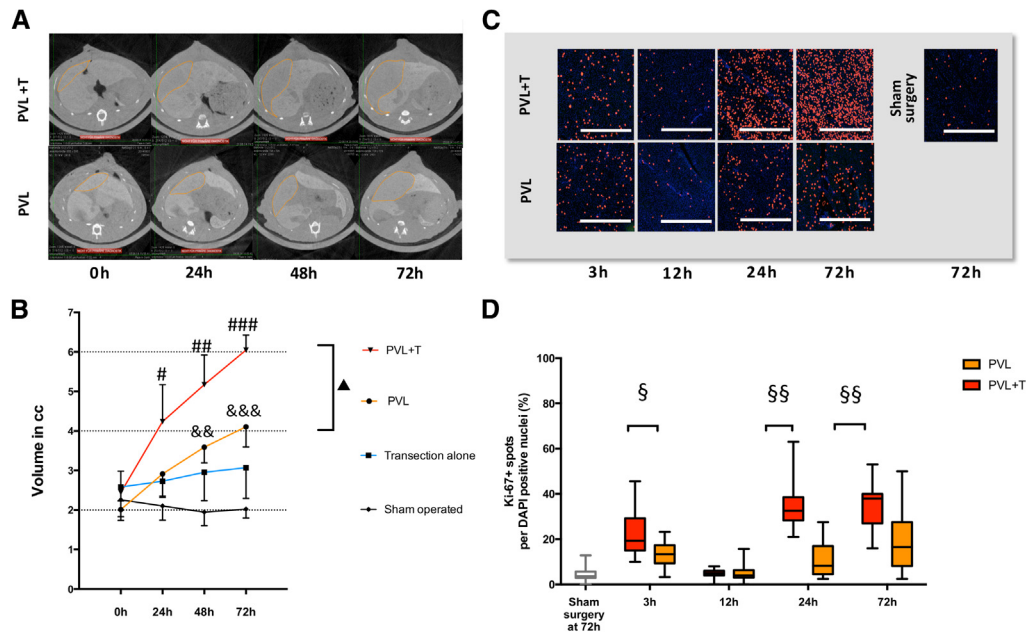 A
PVL +T
PVL
0h 24h 48h 72h
C
PVL+T
PVL
Sham
surgery
3h 12h 24h 72h 72h
B
Volume in cc
7
6
5
4
3
2
1
0
0h 24h 48h 72h
#
##
###
&&
&&&
▲
PVL+T
PVL
Transection alone
Sham operated
D
Ki-67+ spots
per DAPI positive nuclei (%)
100
80
60
40
20
0
§
§§
§§
PVL
PVL+T
Sham
surgery
at 72h
3h 12h 24h 72h